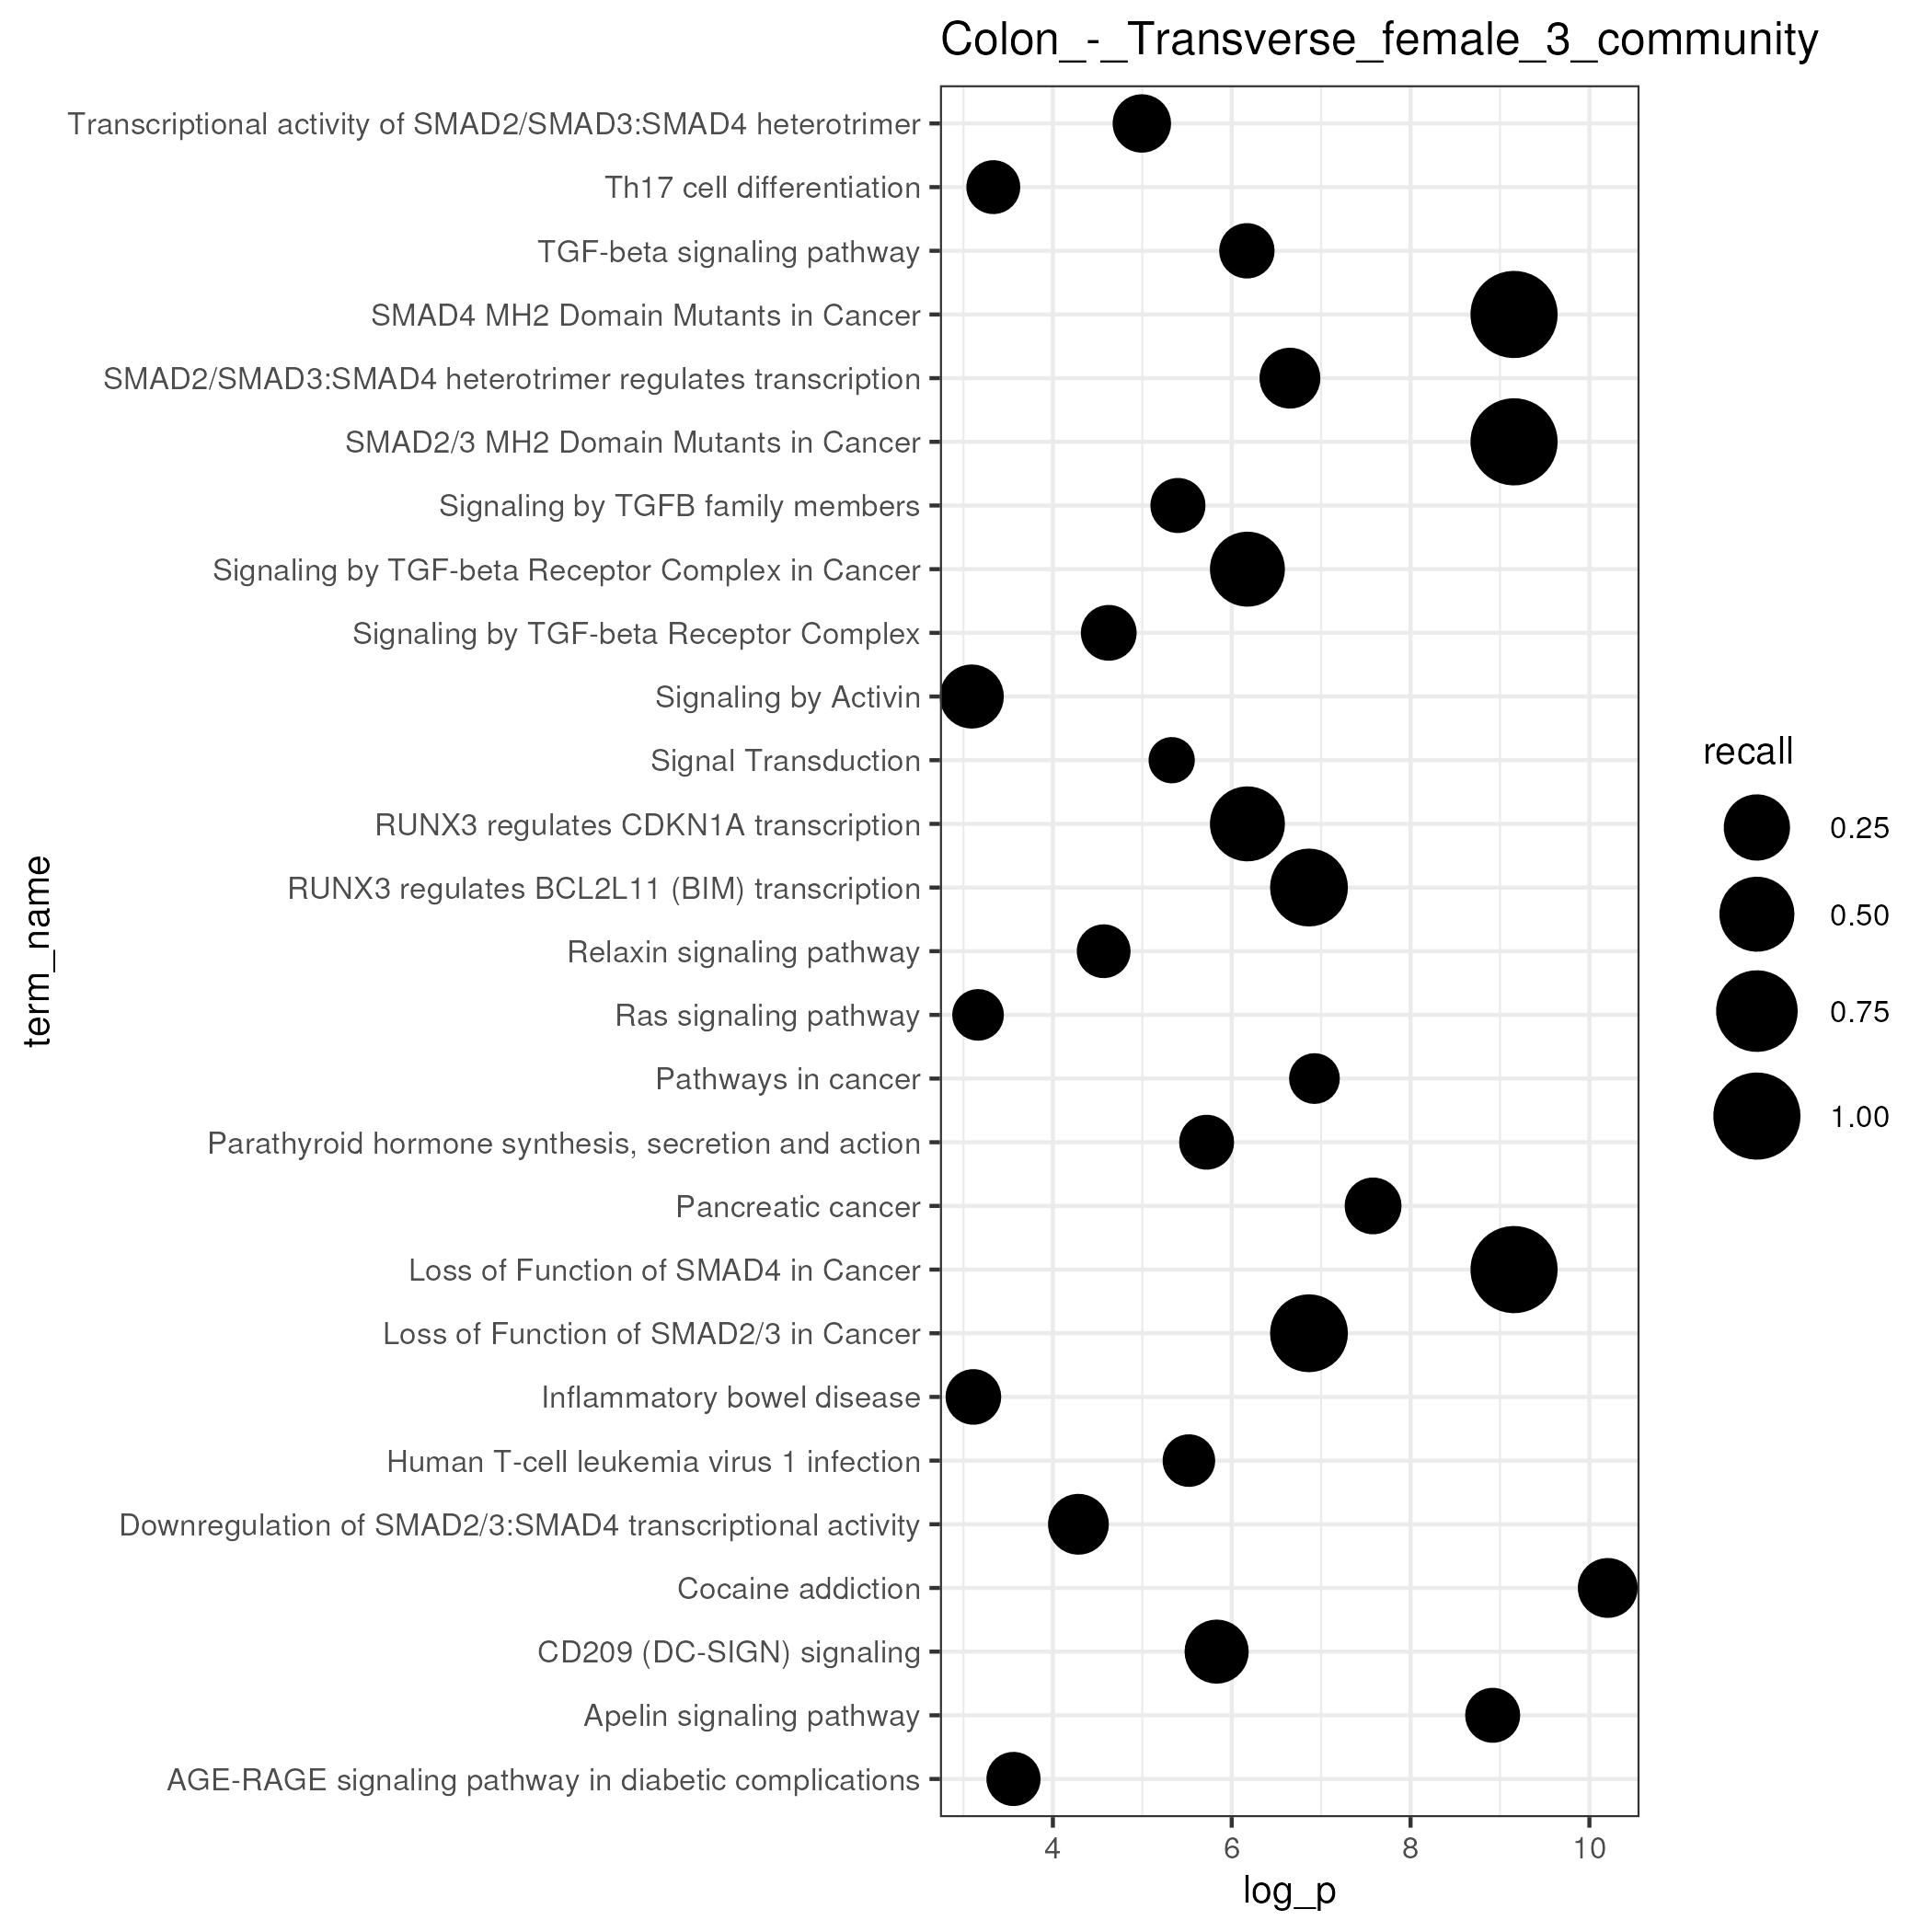 Colon_-_Transverse_female_3_community
Transcriptional activity of SMAD2/SMAD3:SMAD4 heterotrimer
Th17 cell differentiation
TGF-beta signaling pathway
SMAD4 MH2 Domain Mutants in Cancer
SMAD2/SMAD3:SMAD4 heterotrimer regulates transcription
SMAD2/3 MH2 Domain Mutants in Cancer
Signaling by TGFB family members
Signaling by TGF-beta Receptor Complex in Cancer
Signaling by TGF-beta Receptor Complex
Signaling by Activin
Signal Transduction
RUNX3 regulates CDKN1A transcription
RUNX3 regulates BCL2L11 (BIM) transcription
Relaxin signaling pathway
Ras signaling pathway
Pathways in cancer
Parathyroid hormone synthesis, secretion and action
Pancreatic cancer
Loss of Function of SMAD4 in Cancer
Loss of Function of SMAD2/3 in Cancer
Inflammatory bowel disease
Human T-cell leukemia virus 1 infection
Downregulation of SMAD2/3:SMAD4 transcriptional activity
Cocaine addiction
CD209 (DC-SIGN) signaling
Apelin signaling pathway
AGE-RAGE signaling pathway in diabetic complications
term_name
4 6 8 10
log_p
recall
0.25
0.50
0.75
1.00